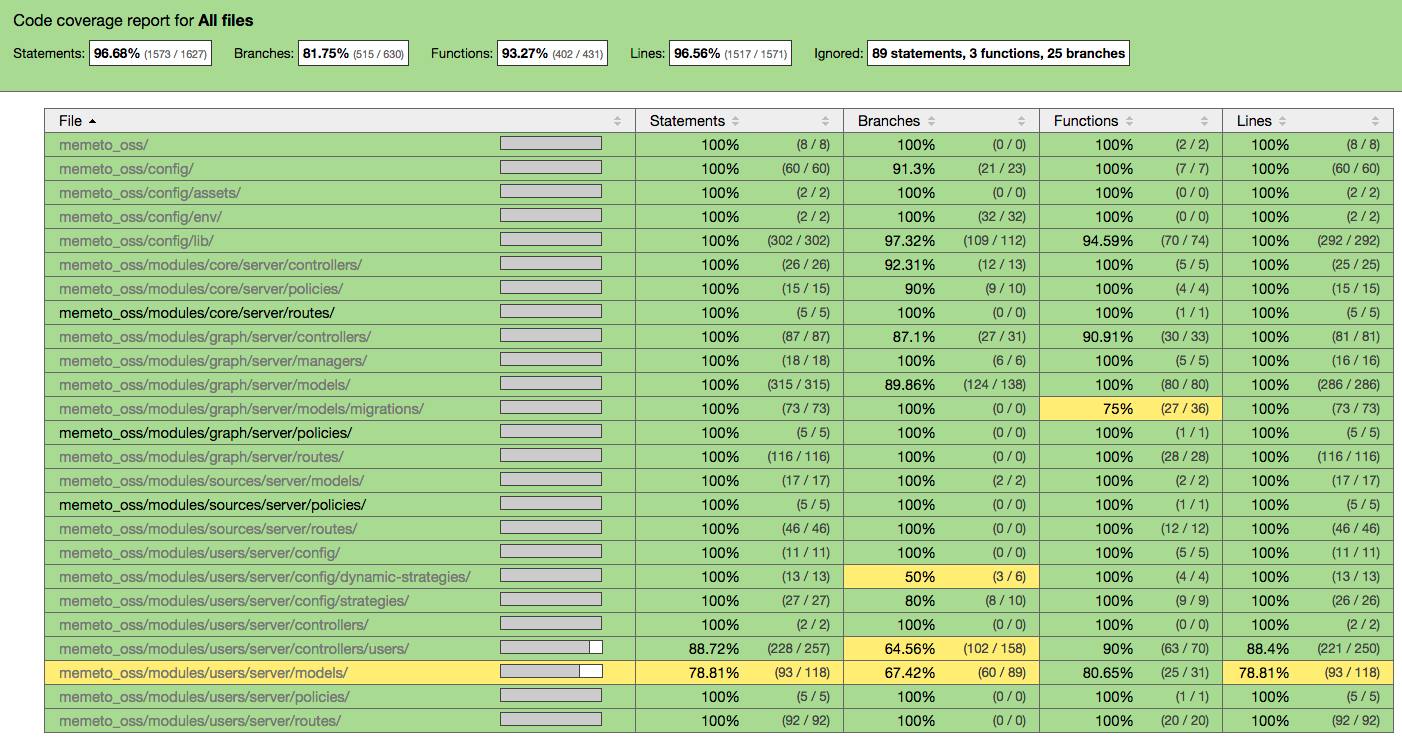 Code coverage report for All files
Statements: 96.68% (1573 / 1627) Branches: 81.75% (515 / 630) Functions: 93.27% (402 / 431) Lines: 96.56% (1517 / 1571) Ignored: 89 statements, 3 functions, 25 branches
File Statements Branches Functions Lines
memeto_oss/ 100% (8 / 8) 100% (0 / 0) 100% (2 / 2) 100% (8 / 8)
memeto_oss/config/ 100% (60 / 60) 91.3% (21 / 23) 100% (7 / 7) 100% (60 / 60)
memeto_oss/config/assets/ 100% (2 / 2) 100% (0 / 0) 100% (0 / 0) 100% (2 / 2)
memeto_oss/config/env/ 100% (2 / 2) 100% (32 / 32) 100% (0 / 0) 100% (2 / 2)
memeto_oss/config/lib/ 100% (302 / 302) 97.32% (109 / 112) 94.59% (70 / 74) 100% (292 / 292)
memeto_oss/modules/core/server/controllers/ 100% (26 / 26) 92.31% (12 / 13) 100% (5 / 5) 100% (25 / 25)
memeto_oss/modules/core/server/policies/ 100% (15 / 15) 90% (9 / 10) 100% (4 / 4) 100% (15 / 15)
memeto_oss/modules/core/server/routes/ 100% (5 / 5) 100% (0 / 0) 100% (1 / 1) 100% (5 / 5)
memeto_oss/modules/graph/server/controllers/ 100% (87 / 87) 87.1% (27 / 31) 90.91% (30 / 33) 100% (81 / 81)
memeto_oss/modules/graph/server/managers/ 100% (18 / 18) 100% (6 / 6) 100% (5 / 5) 100% (16 / 16)
memeto_oss/modules/graph/server/models/ 100% (315 / 315) 89.86% (124 / 138) 100% (80 / 80) 100% (286 / 286)
memeto_oss/modules/graph/server/models/migrations/ 100% (73 / 73) 100% (0 / 0) 75% (27 / 36) 100% (73 / 73)
memeto_oss/modules/graph/server/policies/ 100% (5 / 5) 100% (0 / 0) 100% (1 / 1) 100% (5 / 5)
memeto_oss/modules/graph/server/routes/ 100% (116 / 116) 100% (0 / 0) 100% (28 / 28) 100% (116 / 116)
memeto_oss/modules/sources/server/models/ 100% (17 / 17) 100% (2 / 2) 100% (2 / 2) 100% (17 / 17)
memeto_oss/modules/sources/server/policies/ 100% (5 / 5) 100% (0 / 0) 100% (1 / 1) 100% (5 / 5)
memeto_oss/modules/sources/server/routes/ 100% (46 / 46) 100% (0 / 0) 100% (12 / 12) 100% (46 / 46)
memeto_oss/modules/users/server/config/ 100% (11 / 11) 100% (0 / 0) 100% (5 / 5) 100% (11 / 11)
memeto_oss/modules/users/server/config/dynamic-strategies/ 100% (13 / 13) 50% (3 / 6) 100% (4 / 4) 100% (13 / 13)
memeto_oss/modules/users/server/config/strategies/ 100% (27 / 27) 80% (8 / 10) 100% (9 / 9) 100% (26 / 26)
memeto_oss/modules/users/server/controllers/ 100% (2 / 2) 100% (0 / 0) 100% (0 / 0) 100% (2 / 2)
memeto_oss/modules/users/server/controllers/users/ 88.72% (228 / 257) 64.56% (102 / 158) 90% (63 / 70) 88.4% (221 / 250)
memeto_oss/modules/users/server/models/ 78.81% (93 / 118) 67.42% (60 / 89) 80.65% (25 / 31) 78.81% (93 / 118)
memeto_oss/modules/users/server/policies/ 100% (5 / 5) 100% (0 / 0) 100% (1 / 1) 100% (5 / 5)
memeto_oss/modules/users/server/routes/ 100% (92 / 92) 100% (0 / 0) 100% (20 / 20) 100% (92 / 92)